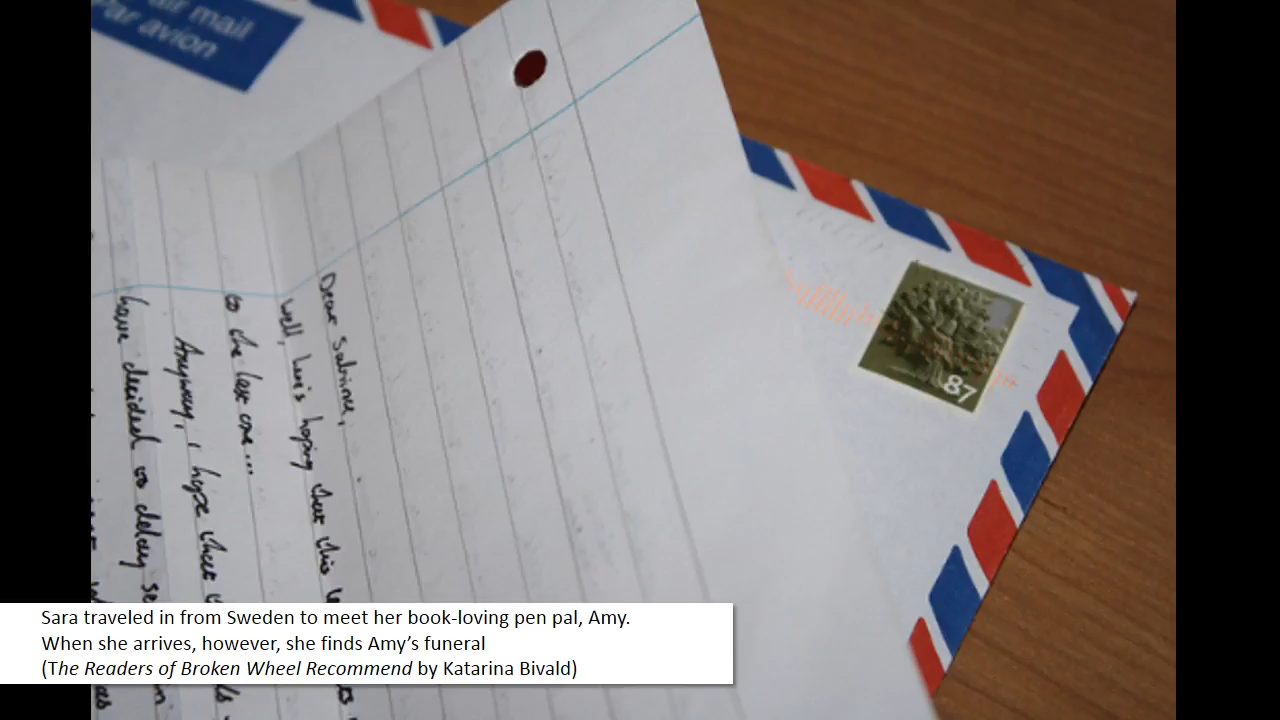 air mail
Par avion
87
Dear Sabrina,
Well, here's hoping that this
to the last one...
Anyway, I hope that
have decided to delay
Sara traveled in from Sweden to meet her book-loving pen pal, Amy.
When she arrives, however, she finds Amy's funeral
(The Readers of Broken Wheel Recommend by Katarina Bivald)